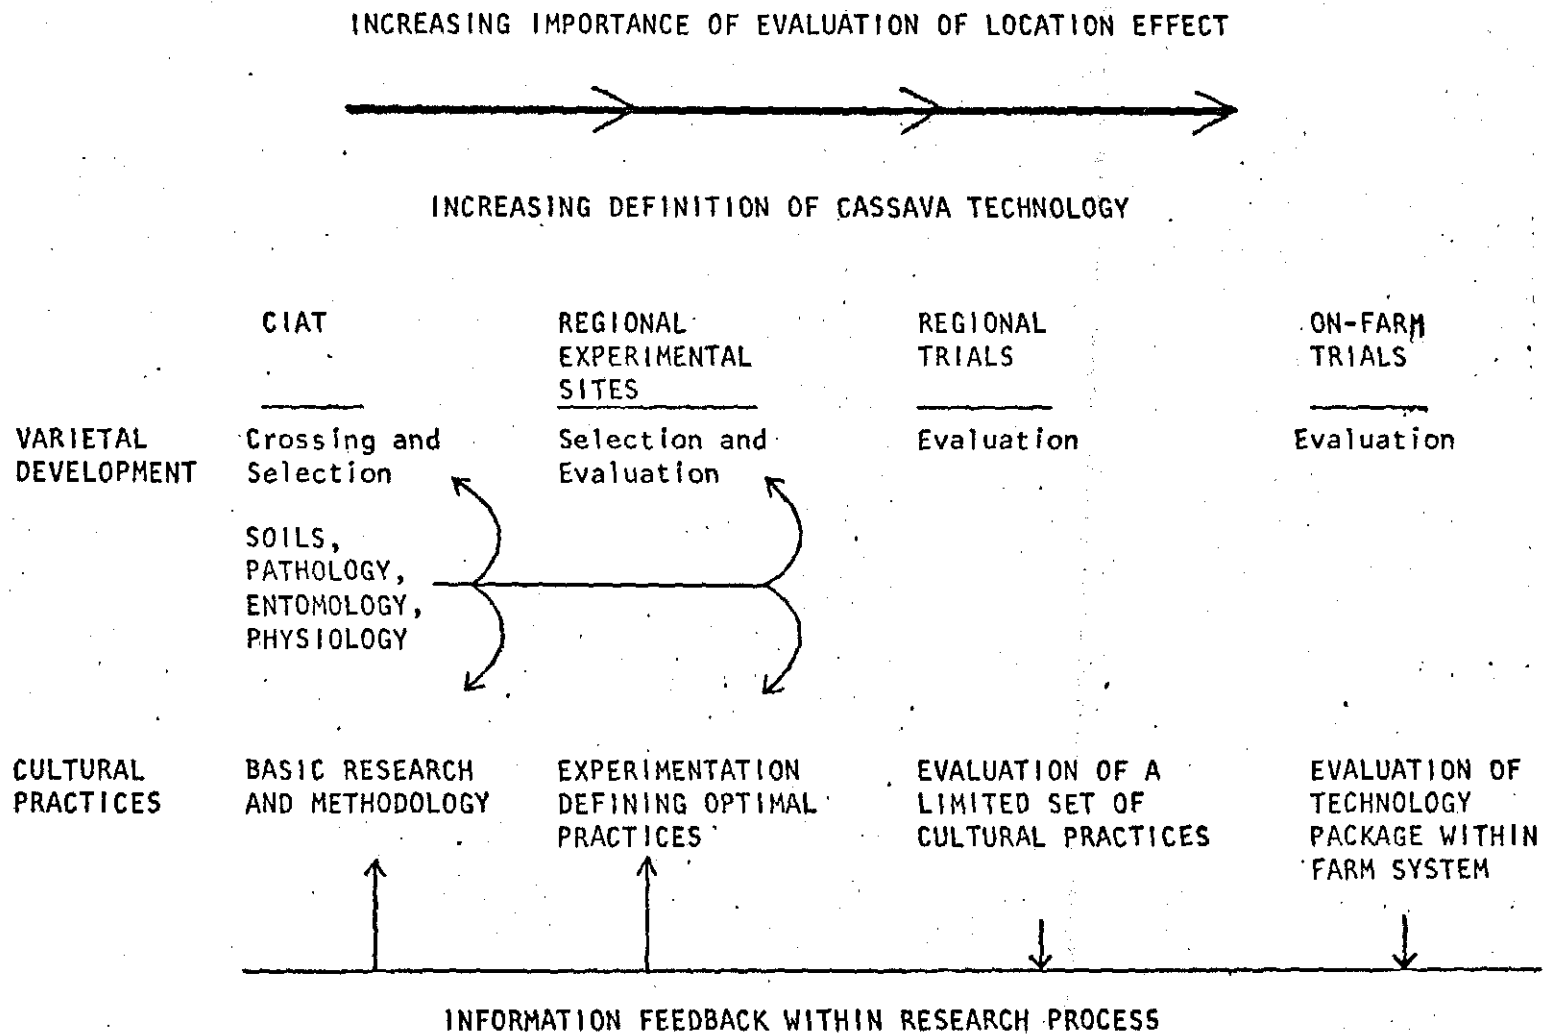 INCREASING IMPORTANCE OF EVALUATION OF LOCATION EFFECT
INCREASING DEFINITION OF CASSAVA TECHNOLOGY
CIAT
REGIONAL
EXPERIMENTAL
SITES
REGIONAL
TRIALS
ON-FARM
TRIALS
VARIETAL
DEVELOPMENT
Crossing and
Selection
Selection and
Evaluation
Evaluation
Evaluation
SOILS,
PATHOLOGY,
ENTOMOLOGY,
PHYSIOLOGY
CULTURAL
PRACTICES
BASIC RESEARCH
AND METHODOLOGY
EXPERIMENTATION
DEFINING OPTIMAL
PRACTICES
EVALUATION OF A
LIMITED SET OF
CULTURAL PRACTICES
EVALUATION OF
TECHNOLOGY
PACKAGE WITHIN
FARM SYSTEM
INFORMATION FEEDBACK WITHIN RESEARCH PROCESS